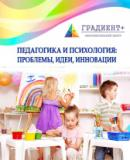 ГРАДИЕНТ+
ПЕДАГОГИКА И ПСИХОЛОГИЯ:
ПРОБЛЕМЫ, ИДЕИ, ИННОВАЦИИ